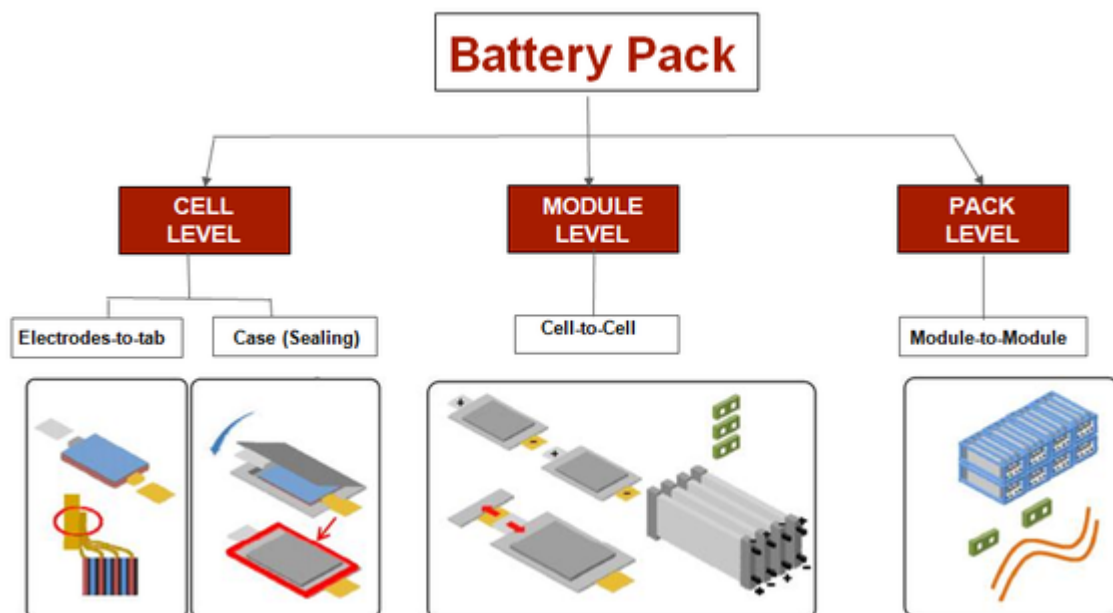 Battery Pack
CELL
LEVEL
MODULE
LEVEL
PACK
LEVEL
Electrodes-to-tab
Case (Sealing)
Cell-to-Cell
Module-to-Module